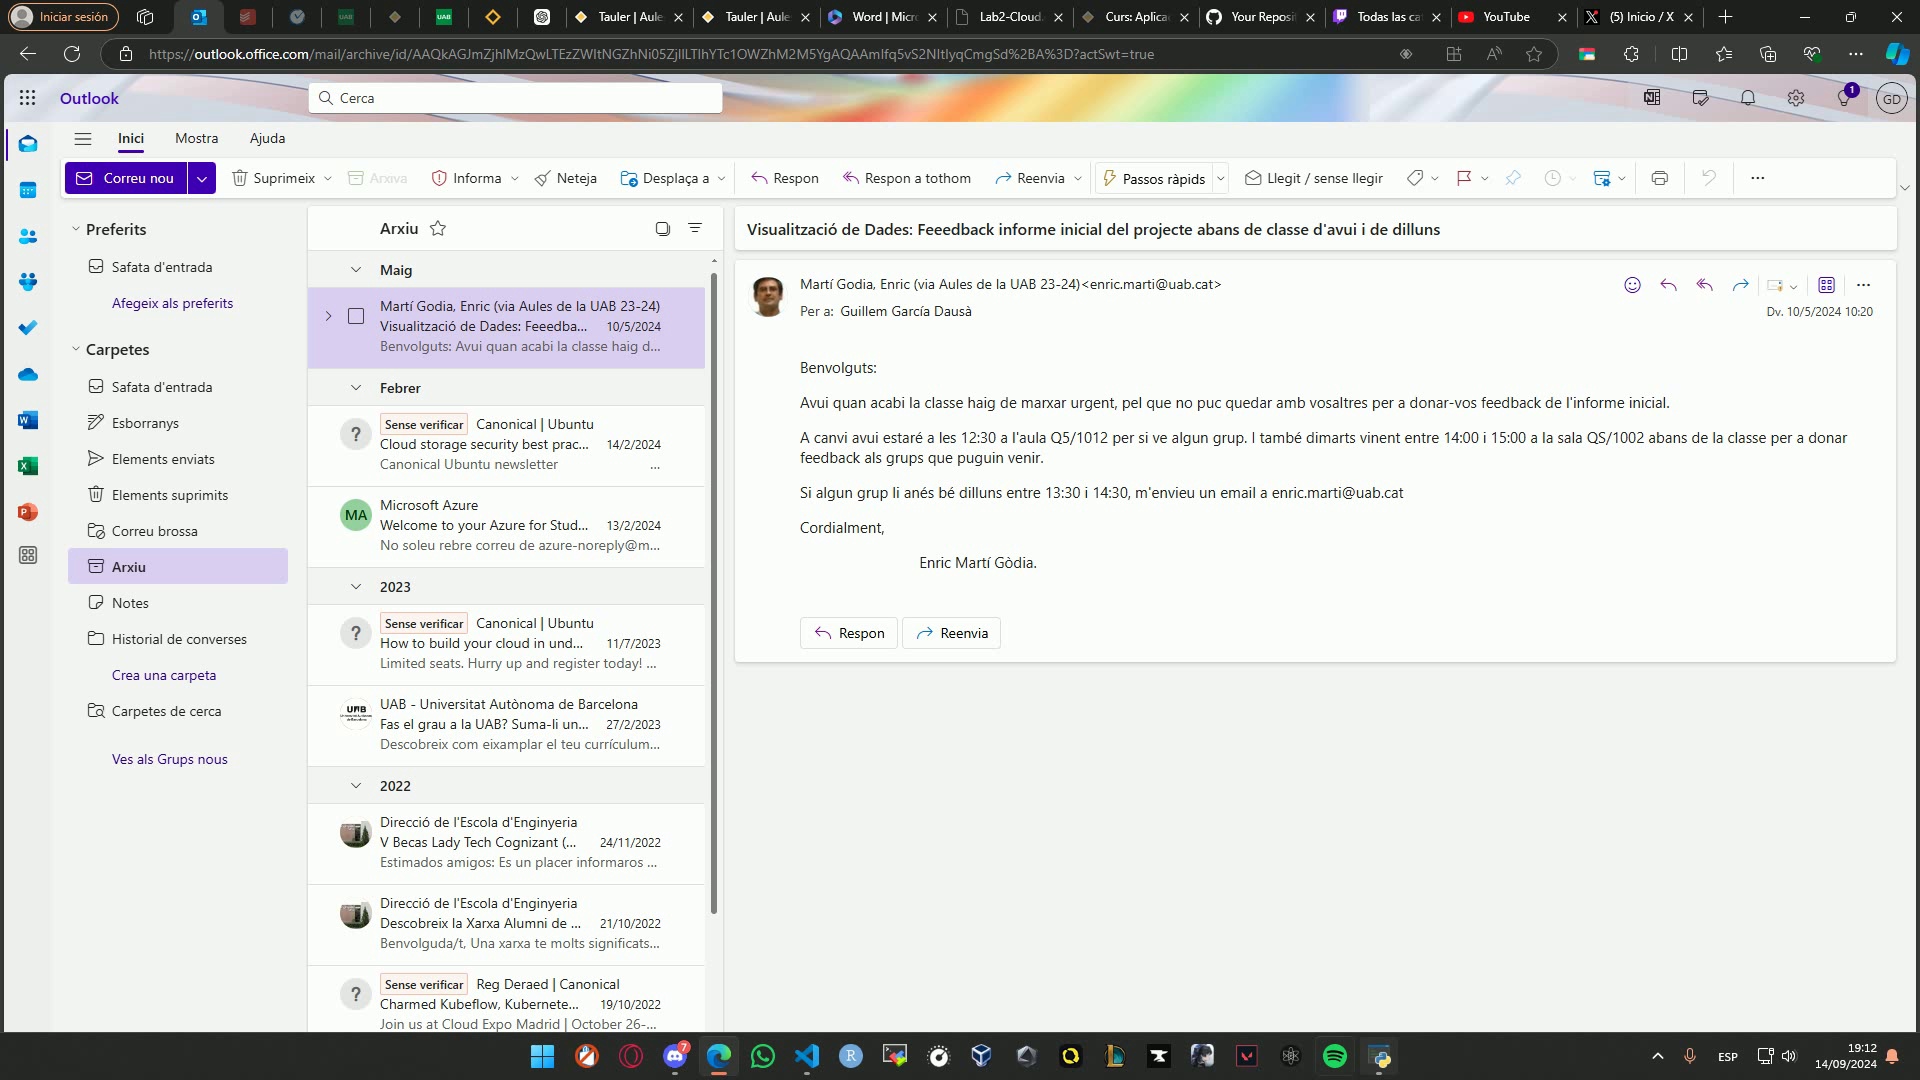 Iniciar sesión
Tauler | Aule
Tauler | Aule
Word | Micr
Lab2-Cloud
Curs: Aplica
Your Reposit
Todas las ca
YouTube
(5) Inicio / X
https://outlook.office.com/mail/archive/id/AAQkAGJmZjhlMzQwLTEzZWItNGZhNi05ZjllLTlhYTc1OWZhM2M5YgAQAAmlfq5vS2NItIyqCmgSd%2BA%3D?actSwt=true
Outlook
Cerca
1
GD
Inici
Mostra
Ajuda
Correu nou
Suprimeix
Arxiva
Informa
Neteja
Desplaça a
Respon
Respon a tothom
Reenvia
Passos ràpids
Llegit / sense llegir
Preferits
Safata d'entrada
Afegeix als preferits
Carpetes
Safata d'entrada
Esborranys
Elements enviats
Elements suprimits
Correu brossa
Arxiu
Notes
Historial de converses
Crea una carpeta
Carpetes de cerca
Ves als Grups nous
Arxiu
Maig
Martí Godia, Enric (via Aules de la UAB 23-24)
Visualització de Dades: Feeedba... 10/5/2024
Benvolguts: Avui quan acabi la classe haig d...
Febrer
Sense verificar Canonical | Ubuntu
Cloud storage security best prac... 14/2/2024
Canonical Ubuntu newsletter ...
MA
Microsoft Azure
Welcome to your Azure for Stud... 13/2/2024
No soleu rebre correu de azure-noreply@m...
2023
Sense verificar Canonical | Ubuntu
How to build your cloud in und... 11/7/2023
Limited seats. Hurry up and register today! ...
UAB
UAB - Universitat Autònoma de Barcelona
Fas el grau a la UAB? Suma-li un... 27/2/2023
Descobreix com eixamplar el teu currículum...
2022
Direcció de l'Escola d'Enginyeria
V Becas Lady Tech Cognizant (... 24/11/2022
Estimados amigos: Es un placer informaros ...
Direcció de l'Escola d'Enginyeria
Descobreix la Xarxa Alumni de ... 21/10/2022
Benvolguda/t, Una xarxa te molts significats...
Sense verificar Reg Deraed | Canonical
Charmed Kubeflow, Kubernete... 19/10/2022
Join us at Cloud Expo Madrid | October 26-...
Visualització de Dades: Feeedback informe inicial del projecte abans de classe d'avui i de dilluns
Martí Godia, Enric (via Aules de la UAB 23-24)<enric.marti@uab.cat>
Per a: Guillem García Dausà
Dv. 10/5/2024 10:20
Benvolguts:
Avui quan acabi la classe haig de marxar urgent, pel que no puc quedar amb vosaltres per a donar-vos feedback de l'informe inicial.
A canvi avui estaré a les 12:30 a l'aula Q5/1012 per si ve algun grup. I també dimarts vinent entre 14:00 i 15:00 a la sala QS/1002 abans de la classe per a donar
feedback als grups que puguin venir.
Si algun grup li anés bé dilluns entre 13:30 i 14:30, m'envieu un email a enric.marti@uab.cat
Cordialment,
Enric Martí Gòdia.
Respon
Reenvia
7
ESP
19:12
14/09/2024